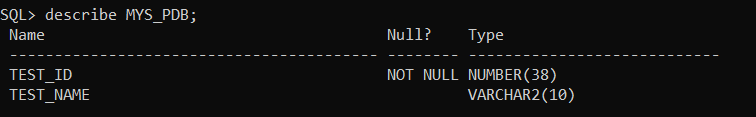 SQL> describe MYS_PDB;
 Name                                      Null?    Type
 ----------------------------------------- -------- ----------------------------
 TEST_ID                                   NOT NULL NUMBER(38)
 TEST_NAME                                          VARCHAR2(10)